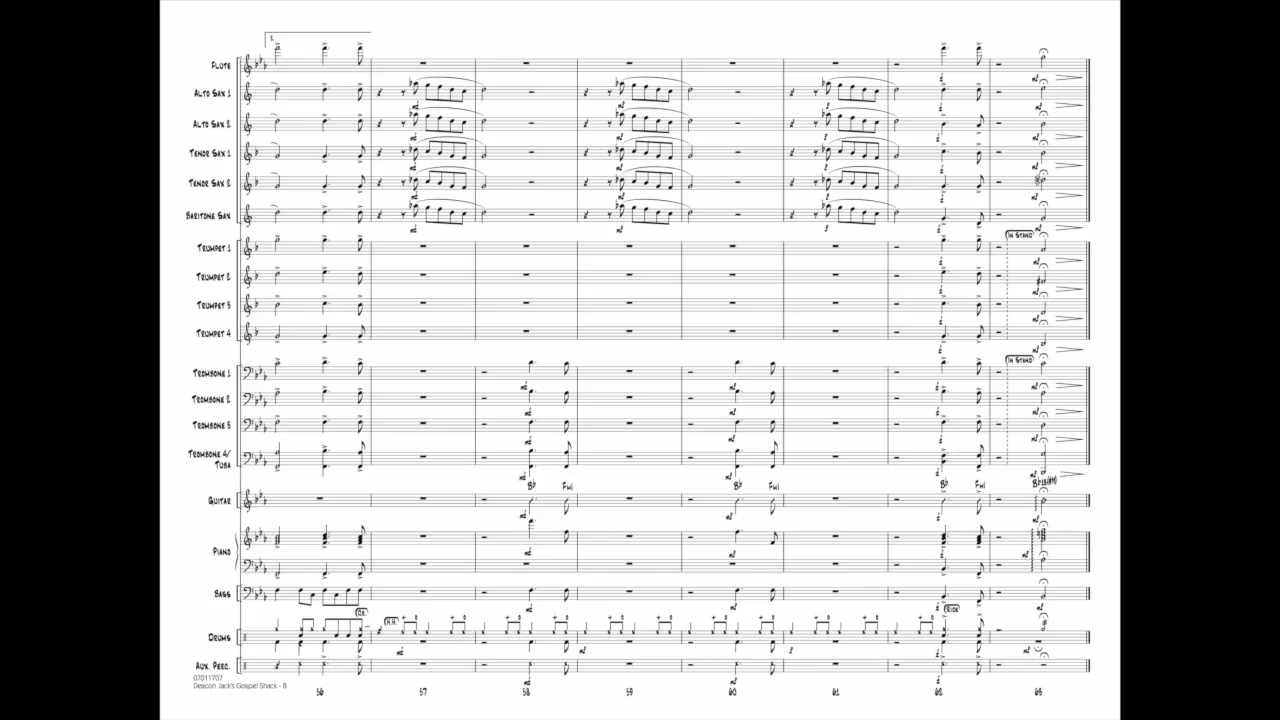 1.
Flute
Alto Sax 1
Alto Sax 2
Tenor Sax 1
Tenor Sax 2
Baritone Sax
Trumpet 1
In Stand
Trumpet 2
Trumpet 3
Trumpet 4
Trombone 1
In Stand
Trombone 2
Trombone 3
Trombone 4/
Tuba
B♭ Fmi B♭ Fmi B♭ Fmi
Guitar
Piano
Bass
Cr. Ride
H.H.
Drums
Aux. Perc.
07011707
Deacon Jack's Gospel Shack - 8
56 57 58 59 60 61 62 63